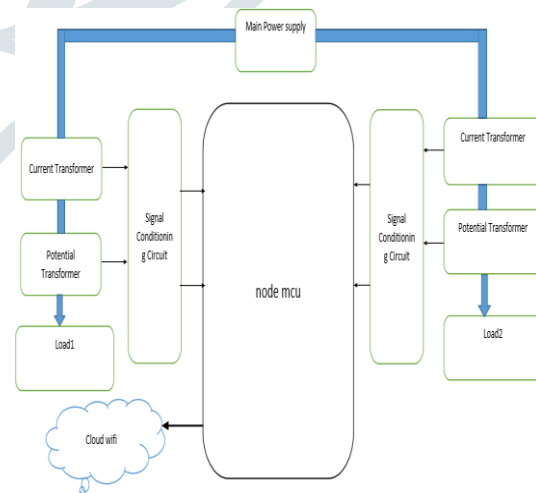 Main Power supply
Current Transformer
Potential
Transformer
Load1
Signal
Conditionin
g Circuit
node mcu
Signal
Conditionin
g Circuit
Current Transformer
Potential Transformer
Load2
Cloud wifi